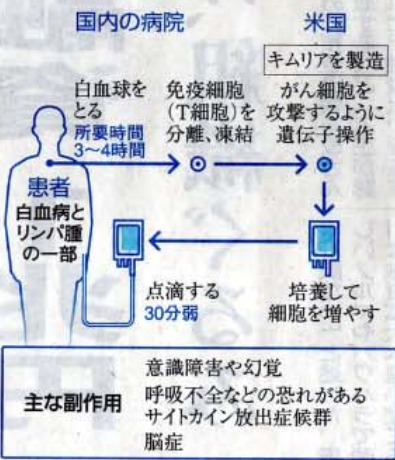 国内の病院
米国
キムリアを製造
白血球を
とる
所要時間
3〜4時間
免疫細胞
(T細胞)を
分離、凍結
がん細胞を
攻撃するように
遺伝子操作
患者
白血病と
リンパ腫
の一部
点滴する
30分弱
培養して
細胞を増やす
主な副作用
意識障害や幻覚
呼吸不全などの恐れがある
サイトカイン放出症候群
脳症